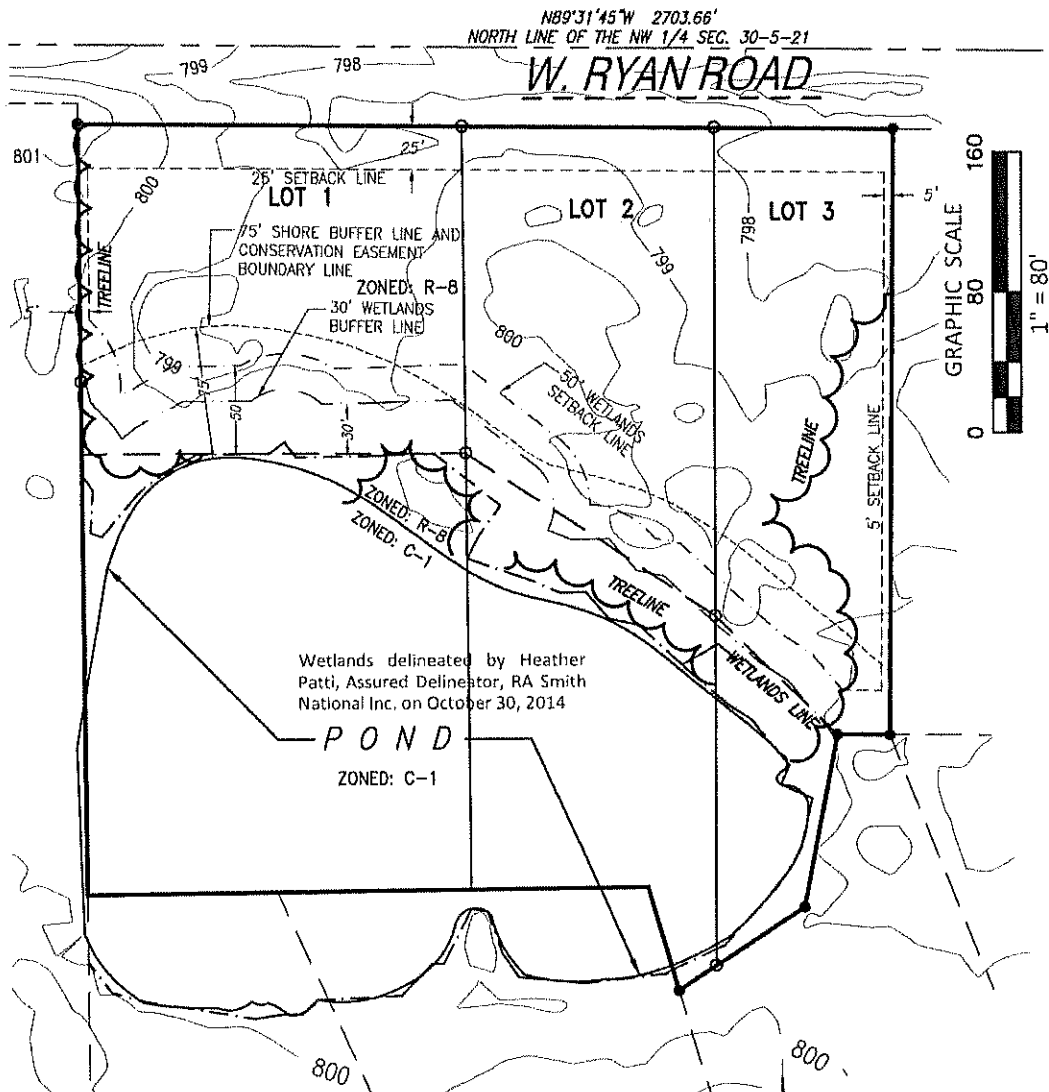 N89°31'45"W 2703.66'
NORTH LINE OF THE NW 1/4 SEC. 30-5-21
W. RYAN ROAD
799
798
801
25'
800
25' SETBACK LINE
LOT 1
LOT 2
LOT 3
5'
798
799
75' SHORE BUFFER LINE AND
CONSERVATION EASEMENT
BOUNDARY LINE
ZONED: R-8
30' WETLANDS
BUFFER LINE
TREELINE
5'
799
75'
50'
30'
800
50' WETLANDS
SETBACK LINE
TREELINE
5' SETBACK LINE
GRAPHIC SCALE
1" = 80'
0
80
160
ZONED: R-8
ZONED: C-1
TREELINE
WETLANDS LINE
Wetlands delineated by Heather
Patti, Assured Delineator, RA Smith
National Inc. on October 30, 2014
POND
ZONED: C-1
800
800